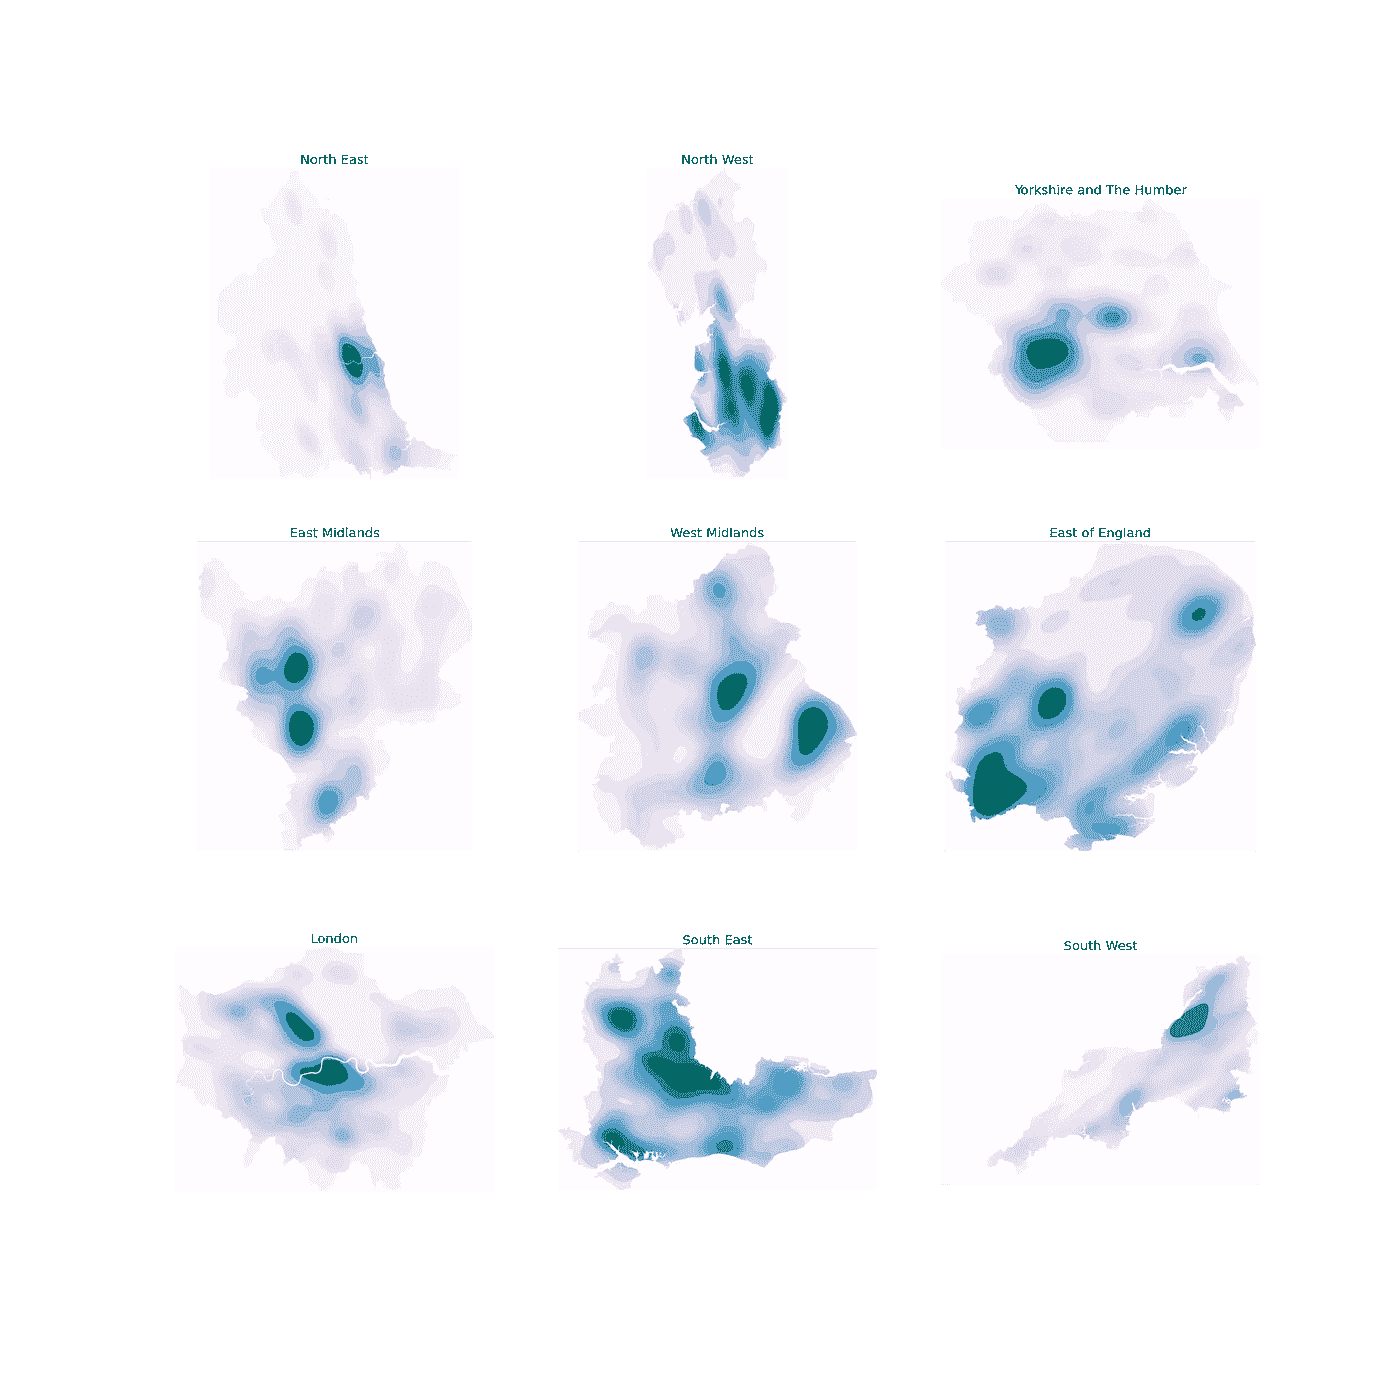 North East
North West
Yorkshire and The Humber
East Midlands
West Midlands
East of England
London
South East
South West